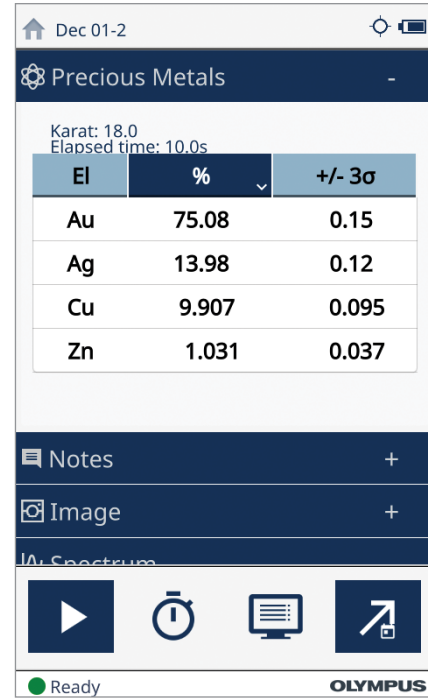 Dec 01-2
Precious Metals -
Karat: 18.0
Elapsed time: 10.0s
El % +/- 3σ
Au 75.08 0.15
Ag 13.98 0.12
Cu 9.907 0.095
Zn 1.031 0.037
Notes +
Image +
Spectrum
Ready OLYMPUS